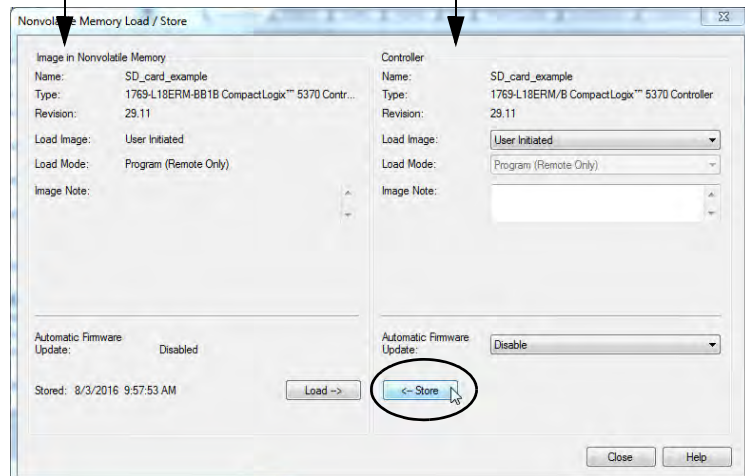 Nonvolatile Memory Load / Store
Image in Nonvolatile Memory
Name: SD_card_example
Type: 1769-L18ERM-BB1B CompactLogix™ 5370 Contr...
Revision: 29.11
Load Image: User Initiated
Load Mode: Program (Remote Only)
Image Note:
Automatic Firmware
Update: Disabled
Stored: 8/3/2016 9:57:53 AM
Load -->
Controller
Name: SD_card_example
Type: 1769-L18ERM/B CompactLogix™ 5370 Controller
Revision: 29.11
Load Image: User Initiated
Load Mode: Program (Remote Only)
Image Note:
Automatic Firmware
Update: Disable
<-- Store
Close
Help